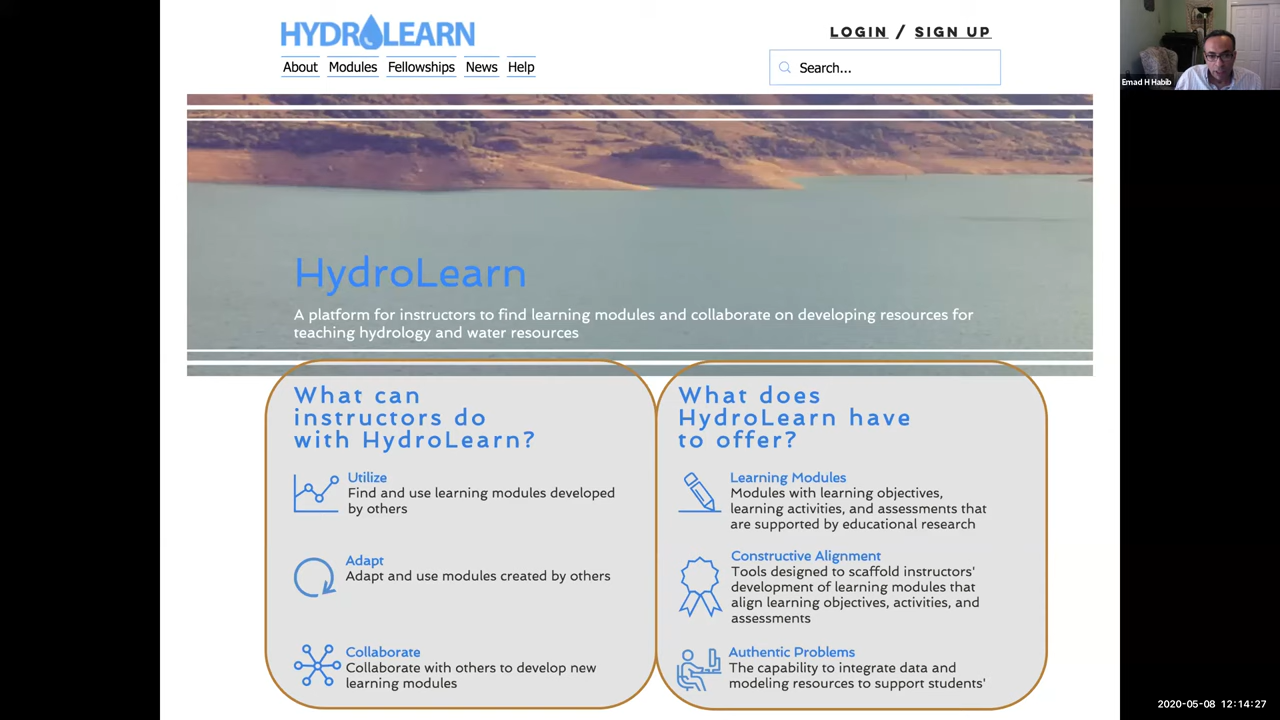 HYDROLEARN
LOGIN / SIGN UP
About Modules Fellowships News Help
Search...
Emad H Habib
HydroLearn
A platform for instructors to find learning modules and collaborate on developing resources for
teaching hydrology and water resources
What can
instructors do
with HydroLearn?
Utilize
Find and use learning modules developed
by others
Adapt
Adapt and use modules created by others
Collaborate
Collaborate with others to develop new
learning modules
What does
HydroLearn have
to offer?
Learning Modules
Modules with learning objectives,
learning activities, and assessments that
are supported by educational research
Constructive Alignment
Tools designed to scaffold instructors'
development of learning modules that
align learning objectives, activities, and
assessments
Authentic Problems
The capability to integrate data and
modeling resources to support students'
2020-05-08 12:14:27